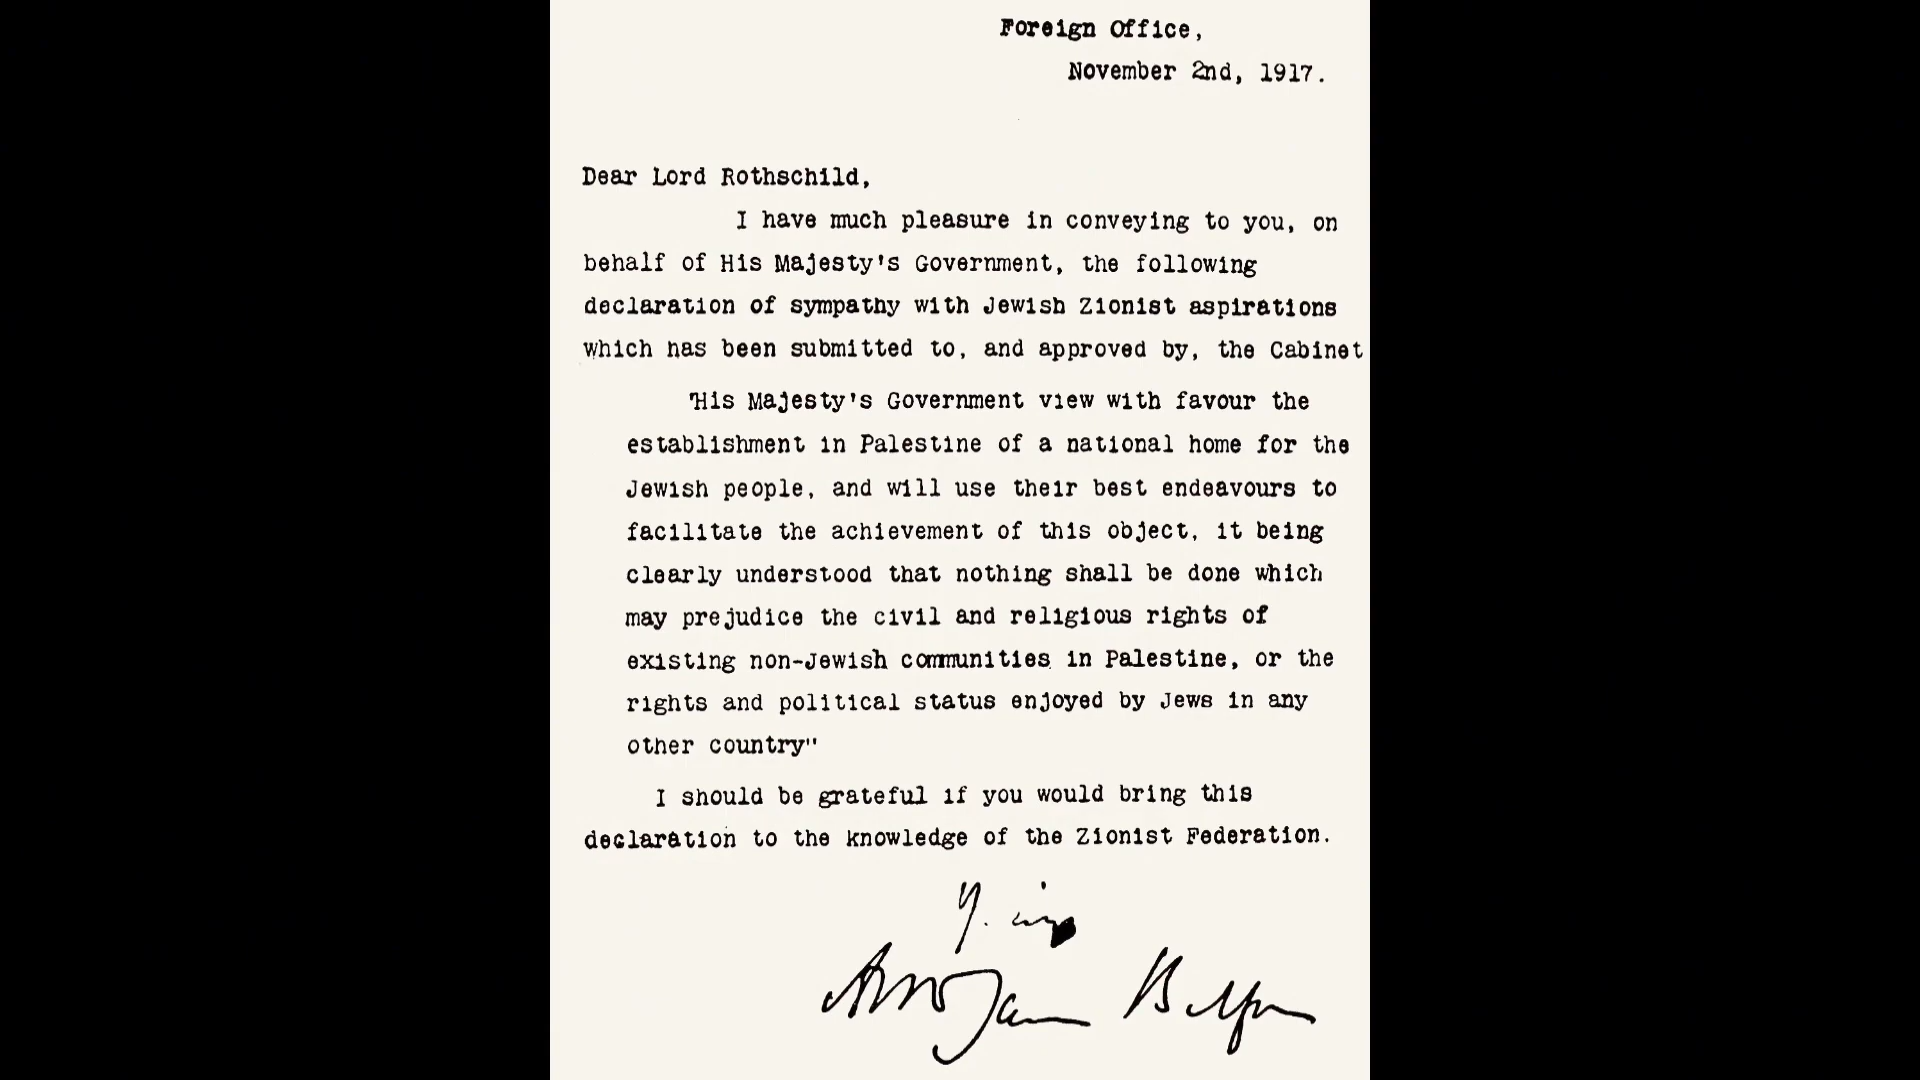 Foreign Office,
November 2nd, 1917.
Dear Lord Rothschild,
I have much pleasure in conveying to you, on
behalf of His Majesty's Government, the following
declaration of sympathy with Jewish Zionist aspirations
which has been submitted to, and approved by, the Cabinet
"His Majesty's Government view with favour the
establishment in Palestine of a national home for the
Jewish people, and will use their best endeavours to
facilitate the achievement of this object, it being
clearly understood that nothing shall be done which
may prejudice the civil and religious rights of
existing non-Jewish communities in Palestine, or the
rights and political status enjoyed by Jews in any
other country"
I should be grateful if you would bring this
declaration to the knowledge of the Zionist Federation.